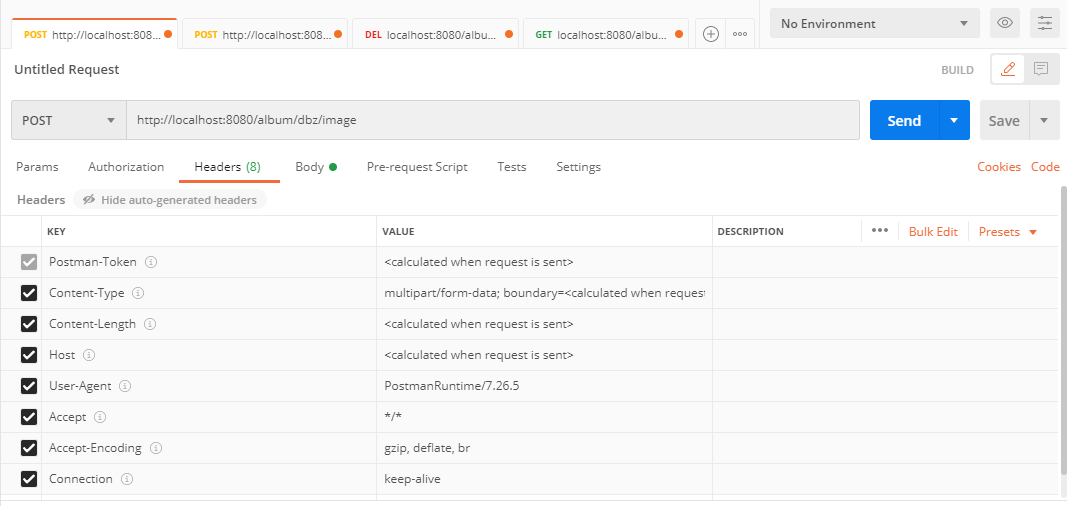 POST http://localhost:808... POST http://localhost:808... DEL localhost:8080/albu... GET localhost:8080/albu... ••• No Environment
Untitled Request BUILD
POST http://localhost:8080/album/dbz/image Send Save
Params Authorization Headers (8) Body Pre-request Script Tests Settings Cookies Code
Headers Hide auto-generated headers
KEY VALUE DESCRIPTION ••• Bulk Edit Presets
Postman-Token <calculated when request is sent>
Content-Type multipart/form-data; boundary=<calculated when request
Content-Length <calculated when request is sent>
Host <calculated when request is sent>
User-Agent PostmanRuntime/7.26.5
Accept */*
Accept-Encoding gzip, deflate, br
Connection keep-alive